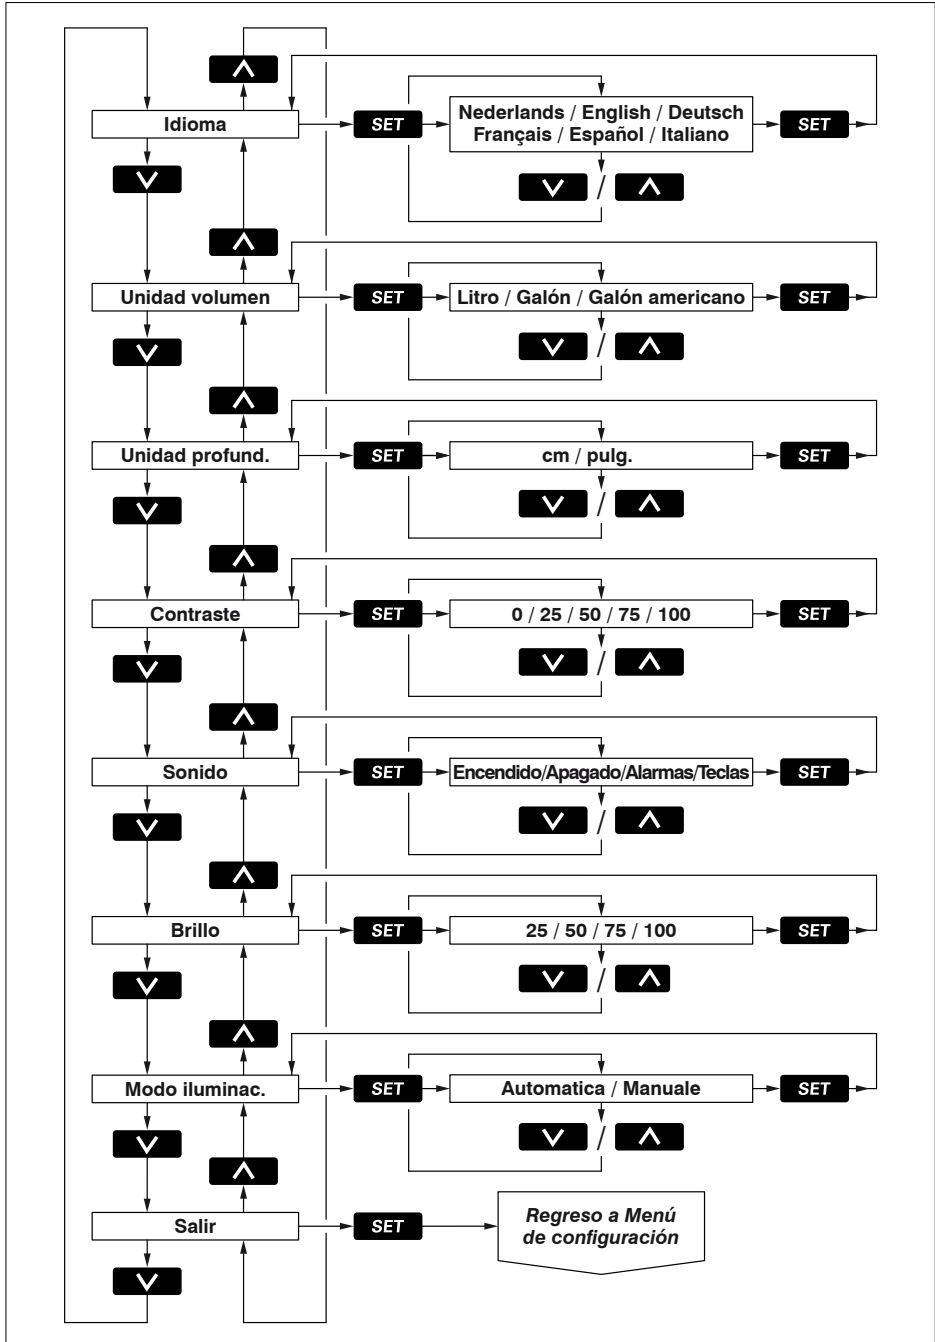 Idioma
SET
Nederlands / English / Deutsch
Français / Español / Italiano
SET
/
Unidad volumen
SET
Litro / Galón / Galón americano
SET
/
Unidad profund.
SET
cm / pulg.
SET
/
Contraste
SET
0 / 25 / 50 / 75 / 100
SET
/
Sonido
SET
Encendido/Apagado/Alarmas/Teclas
SET
/
Brillo
SET
25 / 50 / 75 / 100
SET
/
Modo iluminac.
SET
Automatica / Manuale
SET
/
Salir
SET
Regreso a Menú
de configuración